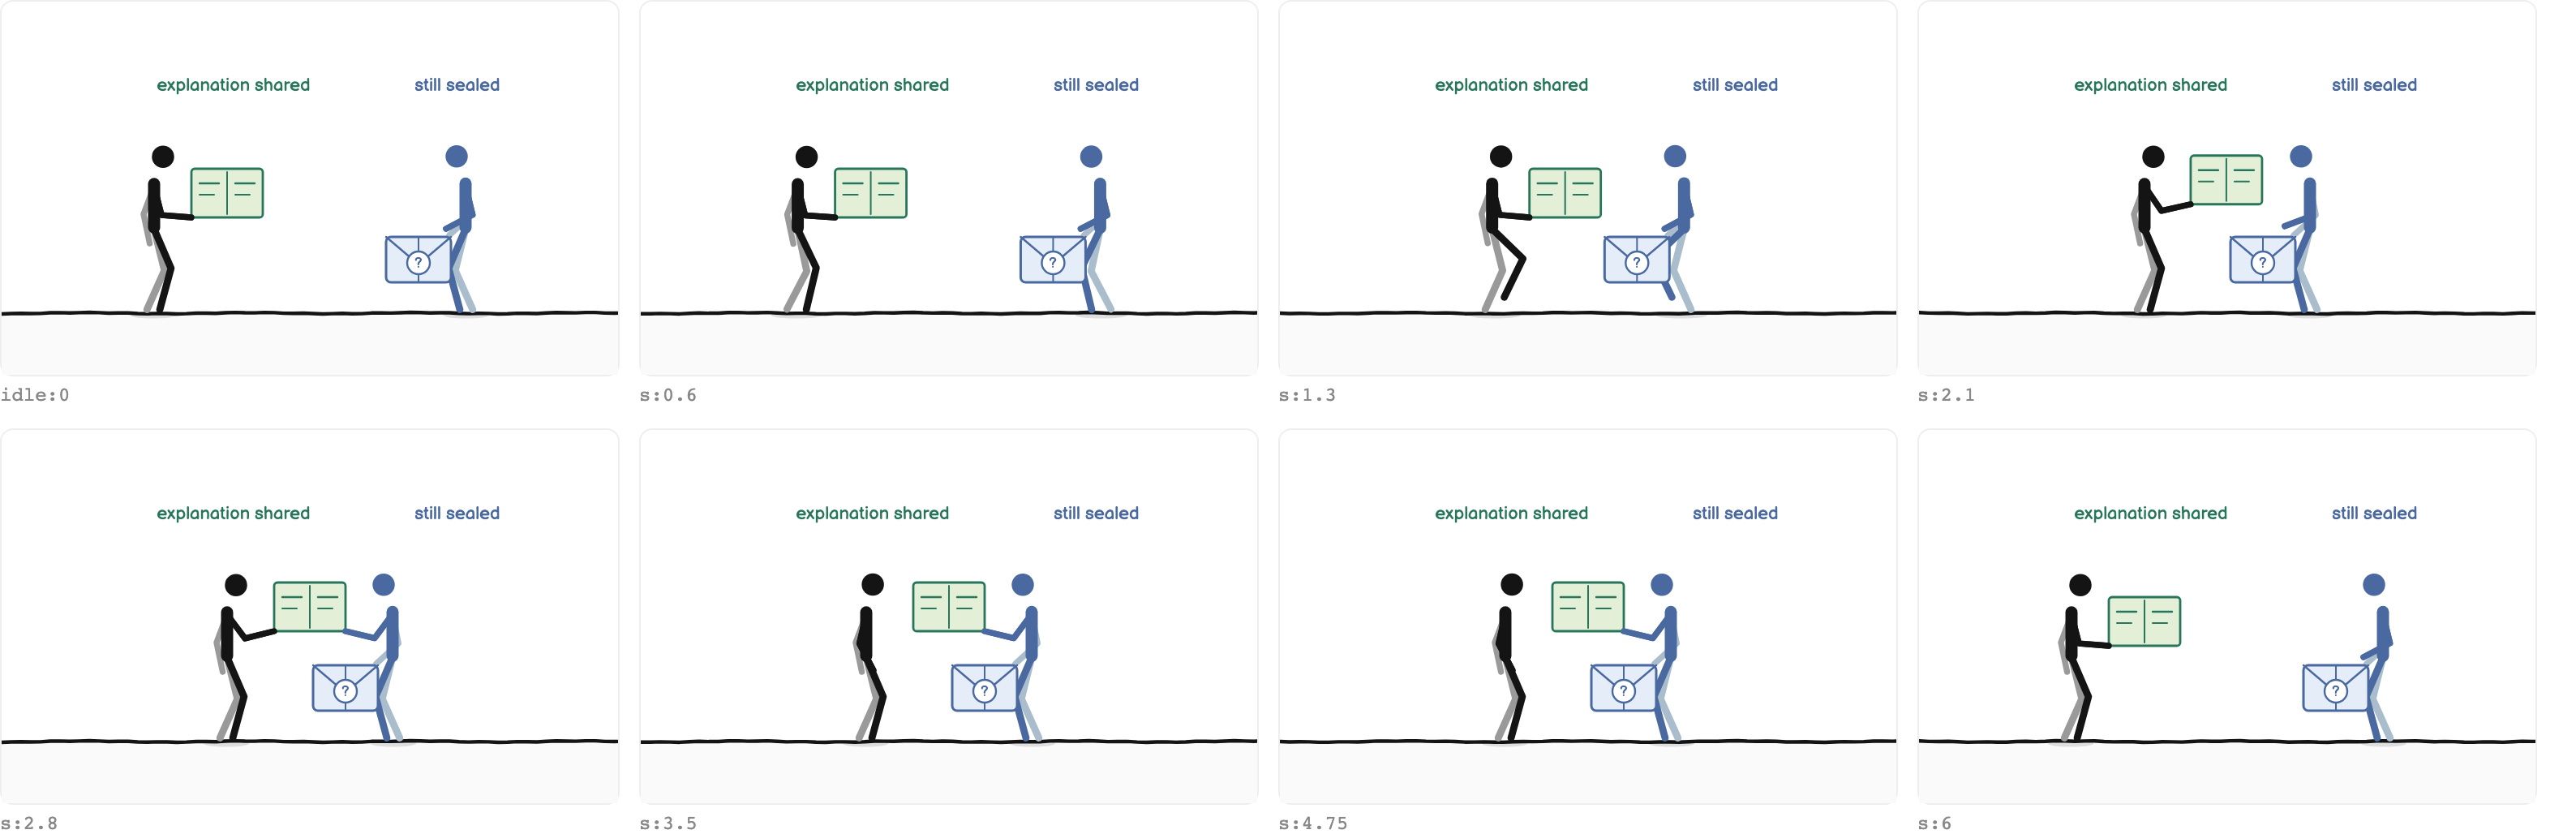 explanation shared still sealed
?
idle:0
explanation shared still sealed
?
s:0.6
explanation shared still sealed
?
s:1.3
explanation shared still sealed
?
s:2.1
explanation shared still sealed
?
s:2.8
explanation shared still sealed
?
s:3.5
explanation shared still sealed
?
s:4.75
explanation shared still sealed
?
s:6